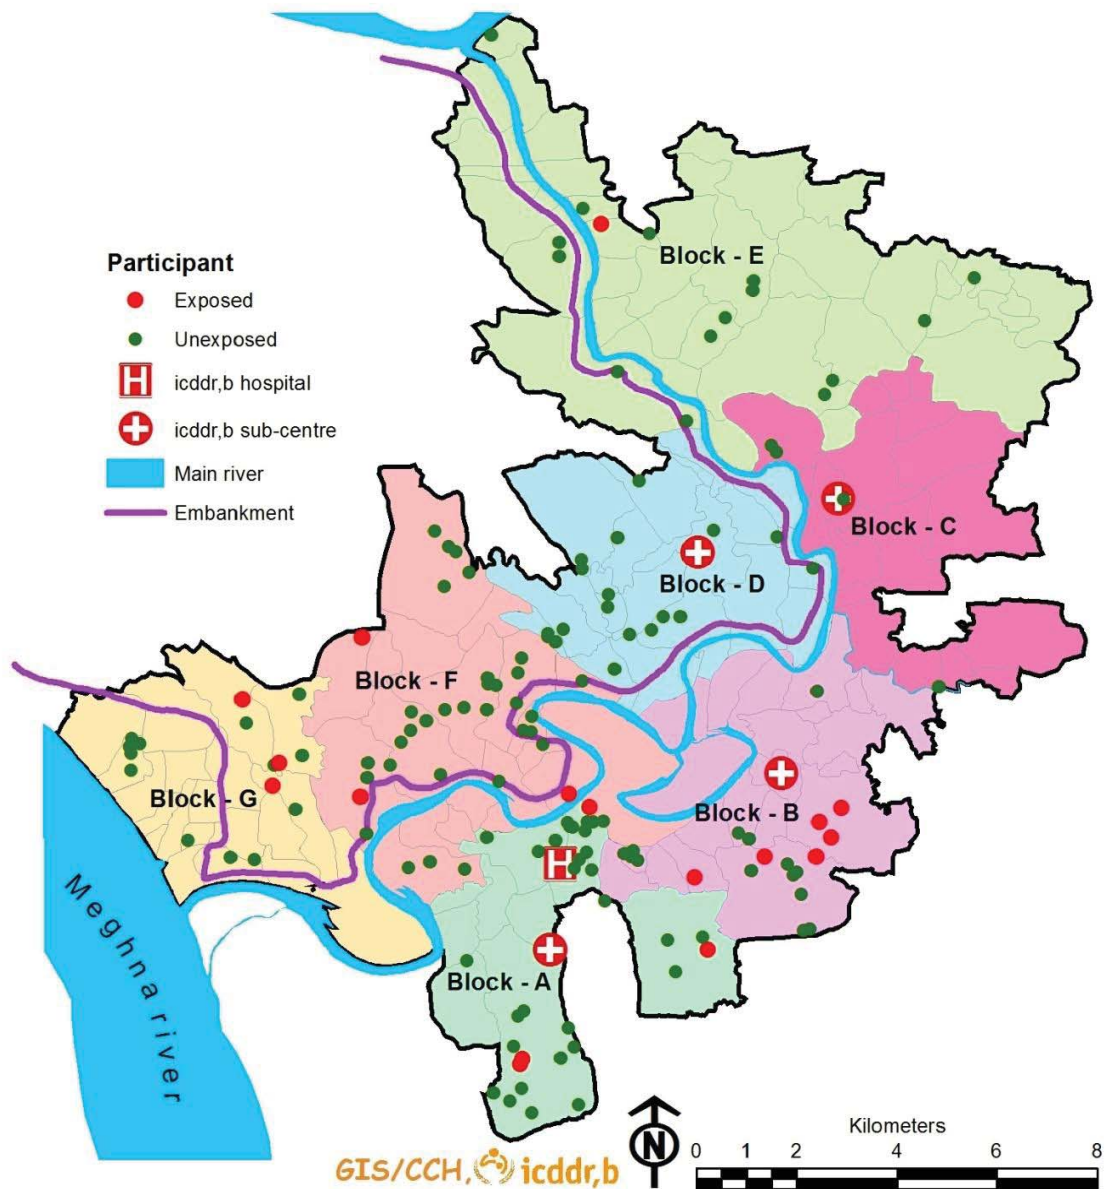 Participant
Exposed
Unexposed
H icddr,b hospital
icddr,b sub-centre
Main river
Embankment
Block - E
Block - C
Block - D
Block - F
Block - G
Block - B
H
Block - A
Meghna river
N
Kilometers
0 1 2 4 6 8
GIS/CCH, icddr,b